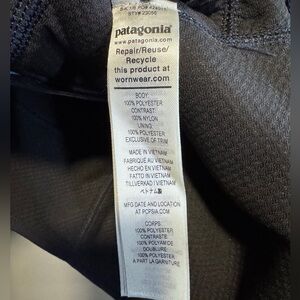 patagonia
www.patagonia.com
Repair/Reuse/
Recycle
this product at
wornwear.com
BODY:
100% POLYESTER
CONTRAST:
100% NYLON
LINING:
100% POLYESTER
EXCLUSIVE OF TRIM
MADE IN VIETNAM
FABRIQUÉ AU VIETNAM
HECHO EN VIETNAM
FATTO IN VIETNAM
TILLVERKAD I VIETNAM
ベトナム製
MFG DATE AND LOCATION
AT PCPSIA.COM
CORPS:
100% POLYESTER
CONTRASTE:
100% POLYAMIDE
DOUBLURE:
100% POLYESTER
À PART LA GARNITURE